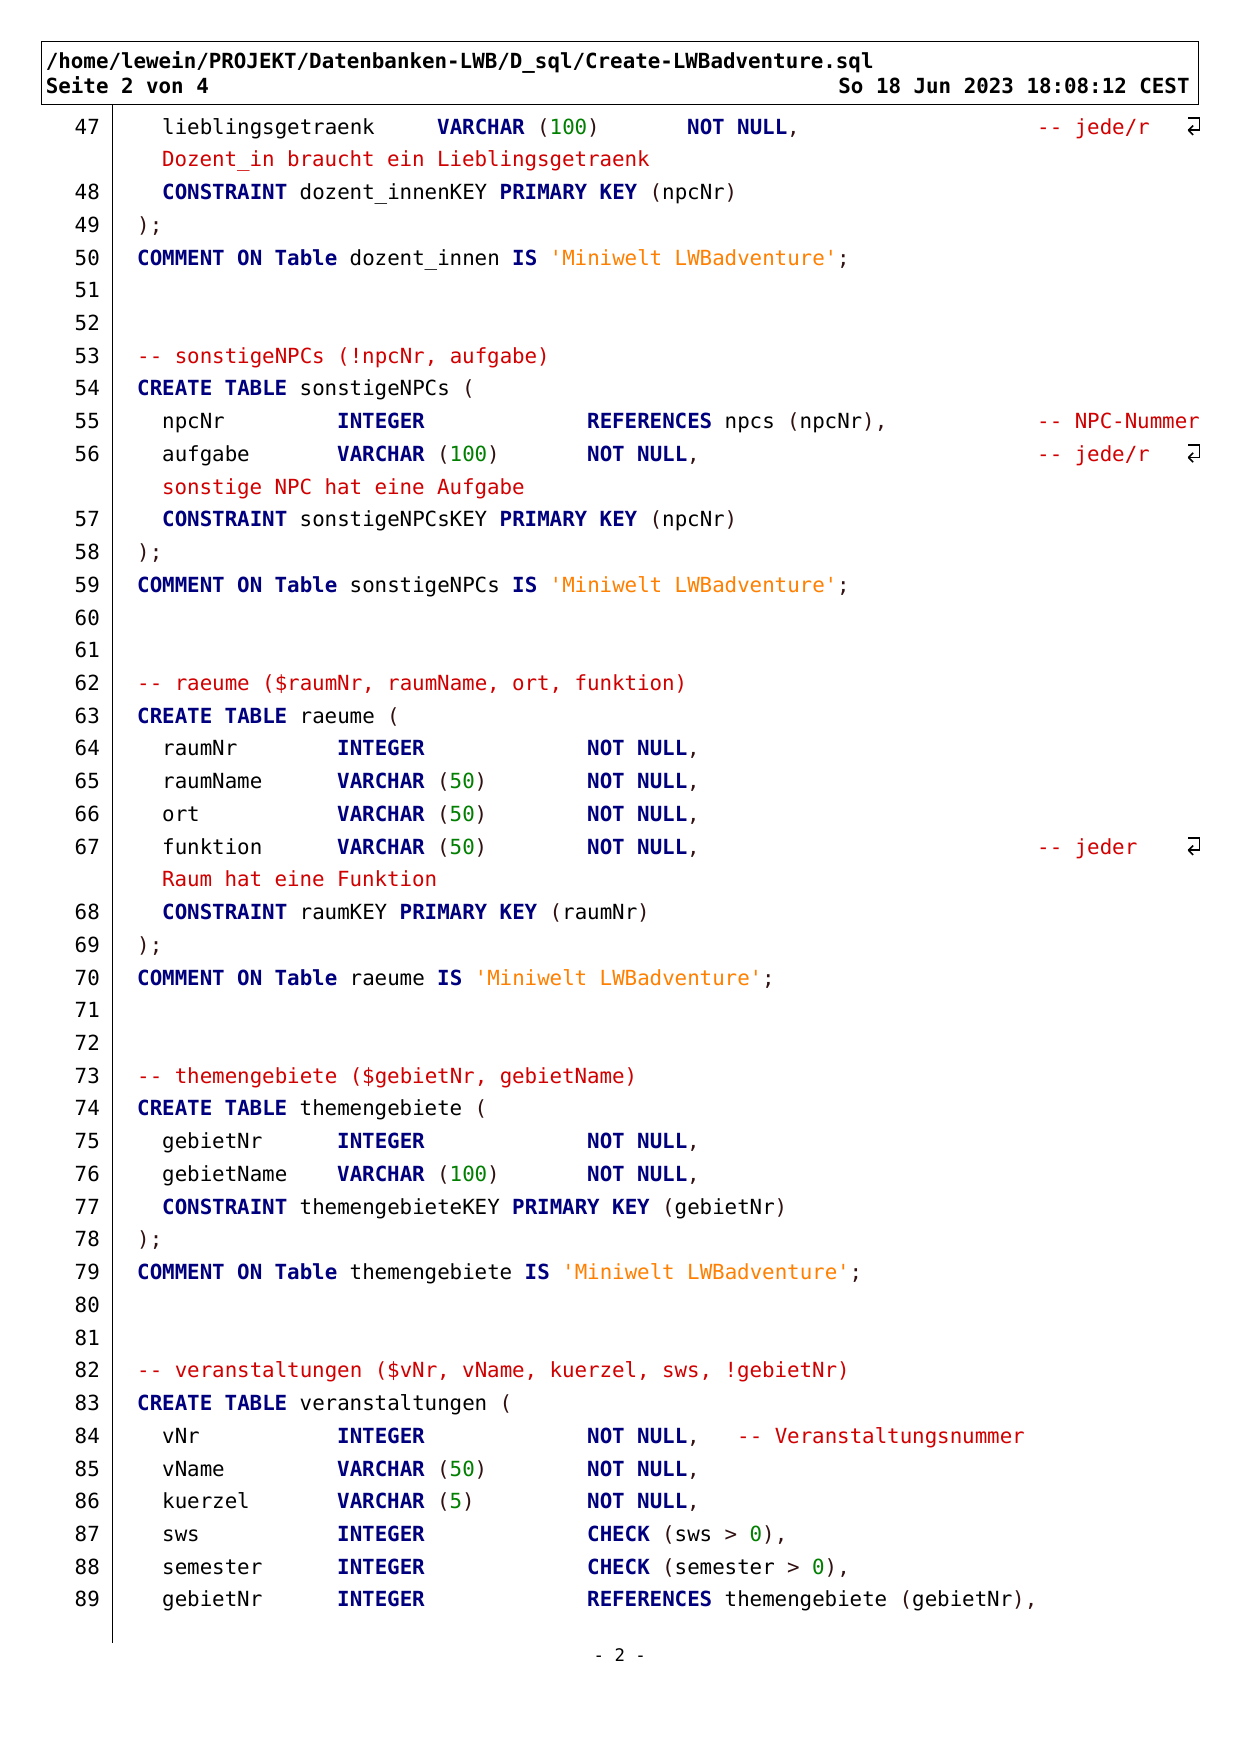 /home/lewein/PROJEKT/Datenbanken-LWB/D_sql/Create-LWBadventure.sql
Seite 2 von 4 So 18 Jun 2023 18:08:12 CEST
47 lieblingsgetraenk VARCHAR (100) NOT NULL, -- jede/r
Dozent_in braucht ein Lieblingsgetraenk
48 CONSTRAINT dozent_innenKEY PRIMARY KEY (npcNr)
49 );
50 COMMENT ON Table dozent_innen IS 'Miniwelt LWBadventure';
51
52
53 -- sonstigeNPCs (!npcNr, aufgabe)
54 CREATE TABLE sonstigeNPCs (
55 npcNr INTEGER REFERENCES npcs (npcNr), -- NPC-Nummer
56 aufgabe VARCHAR (100) NOT NULL, -- jede/r
sonstige NPC hat eine Aufgabe
57 CONSTRAINT sonstigeNPCsKEY PRIMARY KEY (npcNr)
58 );
59 COMMENT ON Table sonstigeNPCs IS 'Miniwelt LWBadventure';
60
61
62 -- raeume ($raumNr, raumName, ort, funktion)
63 CREATE TABLE raeume (
64 raumNr INTEGER NOT NULL,
65 raumName VARCHAR (50) NOT NULL,
66 ort VARCHAR (50) NOT NULL,
67 funktion VARCHAR (50) NOT NULL, -- jeder
Raum hat eine Funktion
68 CONSTRAINT raumKEY PRIMARY KEY (raumNr)
69 );
70 COMMENT ON Table raeume IS 'Miniwelt LWBadventure';
71
72
73 -- themengebiete ($gebietNr, gebietName)
74 CREATE TABLE themengebiete (
75 gebietNr INTEGER NOT NULL,
76 gebietName VARCHAR (100) NOT NULL,
77 CONSTRAINT themengebieteKEY PRIMARY KEY (gebietNr)
78 );
79 COMMENT ON Table themengebiete IS 'Miniwelt LWBadventure';
80
81
82 -- veranstaltungen ($vNr, vName, kuerzel, sws, !gebietNr)
83 CREATE TABLE veranstaltungen (
84 vNr INTEGER NOT NULL, -- Veranstaltungsnummer
85 vName VARCHAR (50) NOT NULL,
86 kuerzel VARCHAR (5) NOT NULL,
87 sws INTEGER CHECK (sws > 0),
88 semester INTEGER CHECK (semester > 0),
89 gebietNr INTEGER REFERENCES themengebiete (gebietNr),
- 2 -